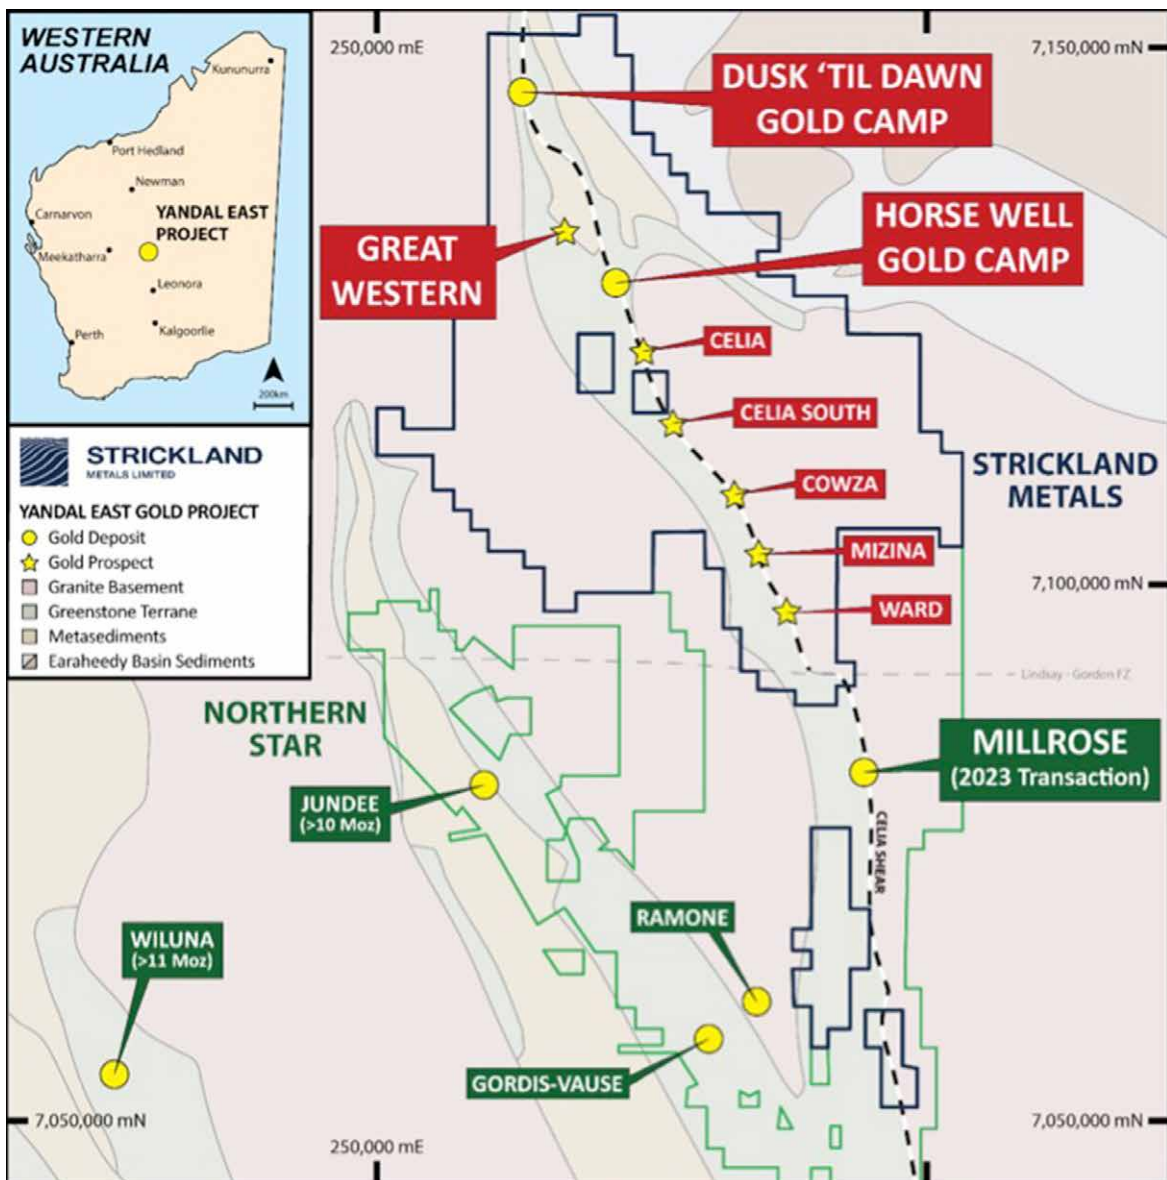 WESTERN
AUSTRALIA
Kununurra
Port Hedland
Newman
Carnarvon
YANDAL EAST
PROJECT
Meekatharra
Leonora
Perth
Kalgoorlie
200km
STRICKLAND
METALS LIMITED
YANDAL EAST GOLD PROJECT
Gold Deposit
Gold Prospect
Granite Basement
Greenstone Terrane
Metasediments
Earaheedy Basin Sediments
250,000 mE
7,150,000 mN
DUSK ‘TIL DAWN
GOLD CAMP
HORSE WELL
GOLD CAMP
GREAT
WESTERN
CELIA
CELIA SOUTH
COWZA
STRICKLAND
METALS
MIZINA
7,100,000 mN
WARD
Lindsay - Gordon FZ
NORTHERN
STAR
MILLROSE
(2023 Transaction)
JUNDEE
(>10 Moz)
CELIA SHEAR
RAMONE
WILUNA
(>11 Moz)
GORDIS-VAUSE
7,050,000 mN
250,000 mE
7,050,000 mN